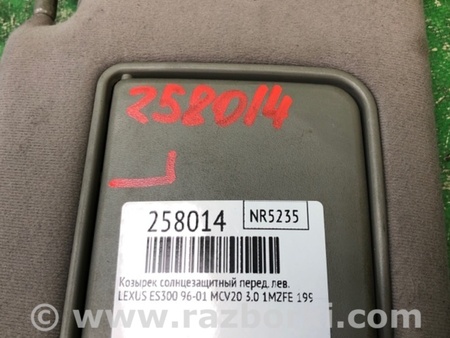 258014
L
258014
NR5235
Козырек солнцезащитный перед. лев.
LEXUS ES300 96-01 MCV20 3.0 1MZFE 199
www.razborki.com